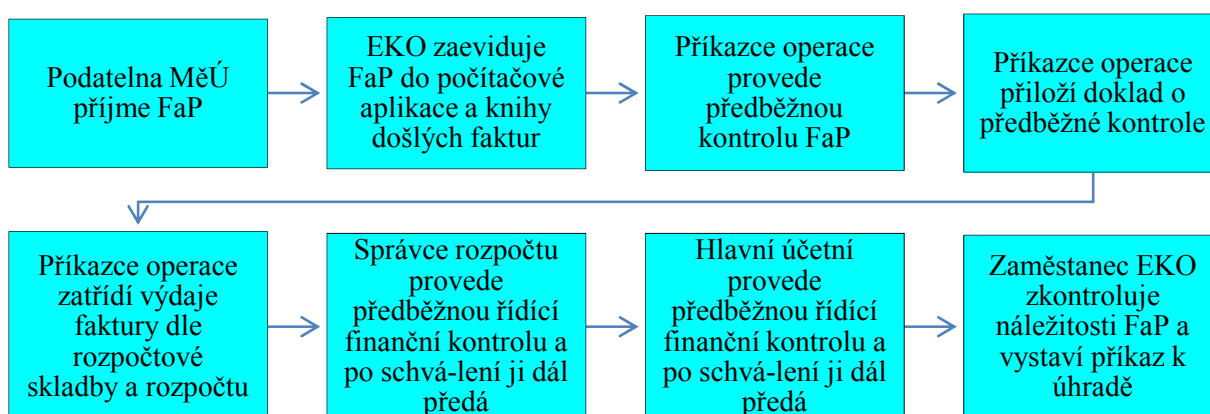 Podatelna MěÚ
příjme FaP
EKO zaeviduje
FaP do počítačové
aplikace a knihy
došlých faktur
Příkazce operace
provede
předběžnou
kontrolu FaP
Příkazce operace
přiloží doklad o
předběžné kontrole
Příkazce operace
zatřídí výdaje
faktury dle
rozpočtové
skladby a rozpočtu
Správce rozpočtu
provede
předběžnou řídící
finanční kontrolu a
po schvá-lení ji dál
předá
Hlavní účetní
provede
předběžnou řídící
finanční kontrolu a
po schvá-lení ji dál
předá
Zaměstanec EKO
zkontroluje
náležitosti FaP a
vystaví příkaz k
úhradě